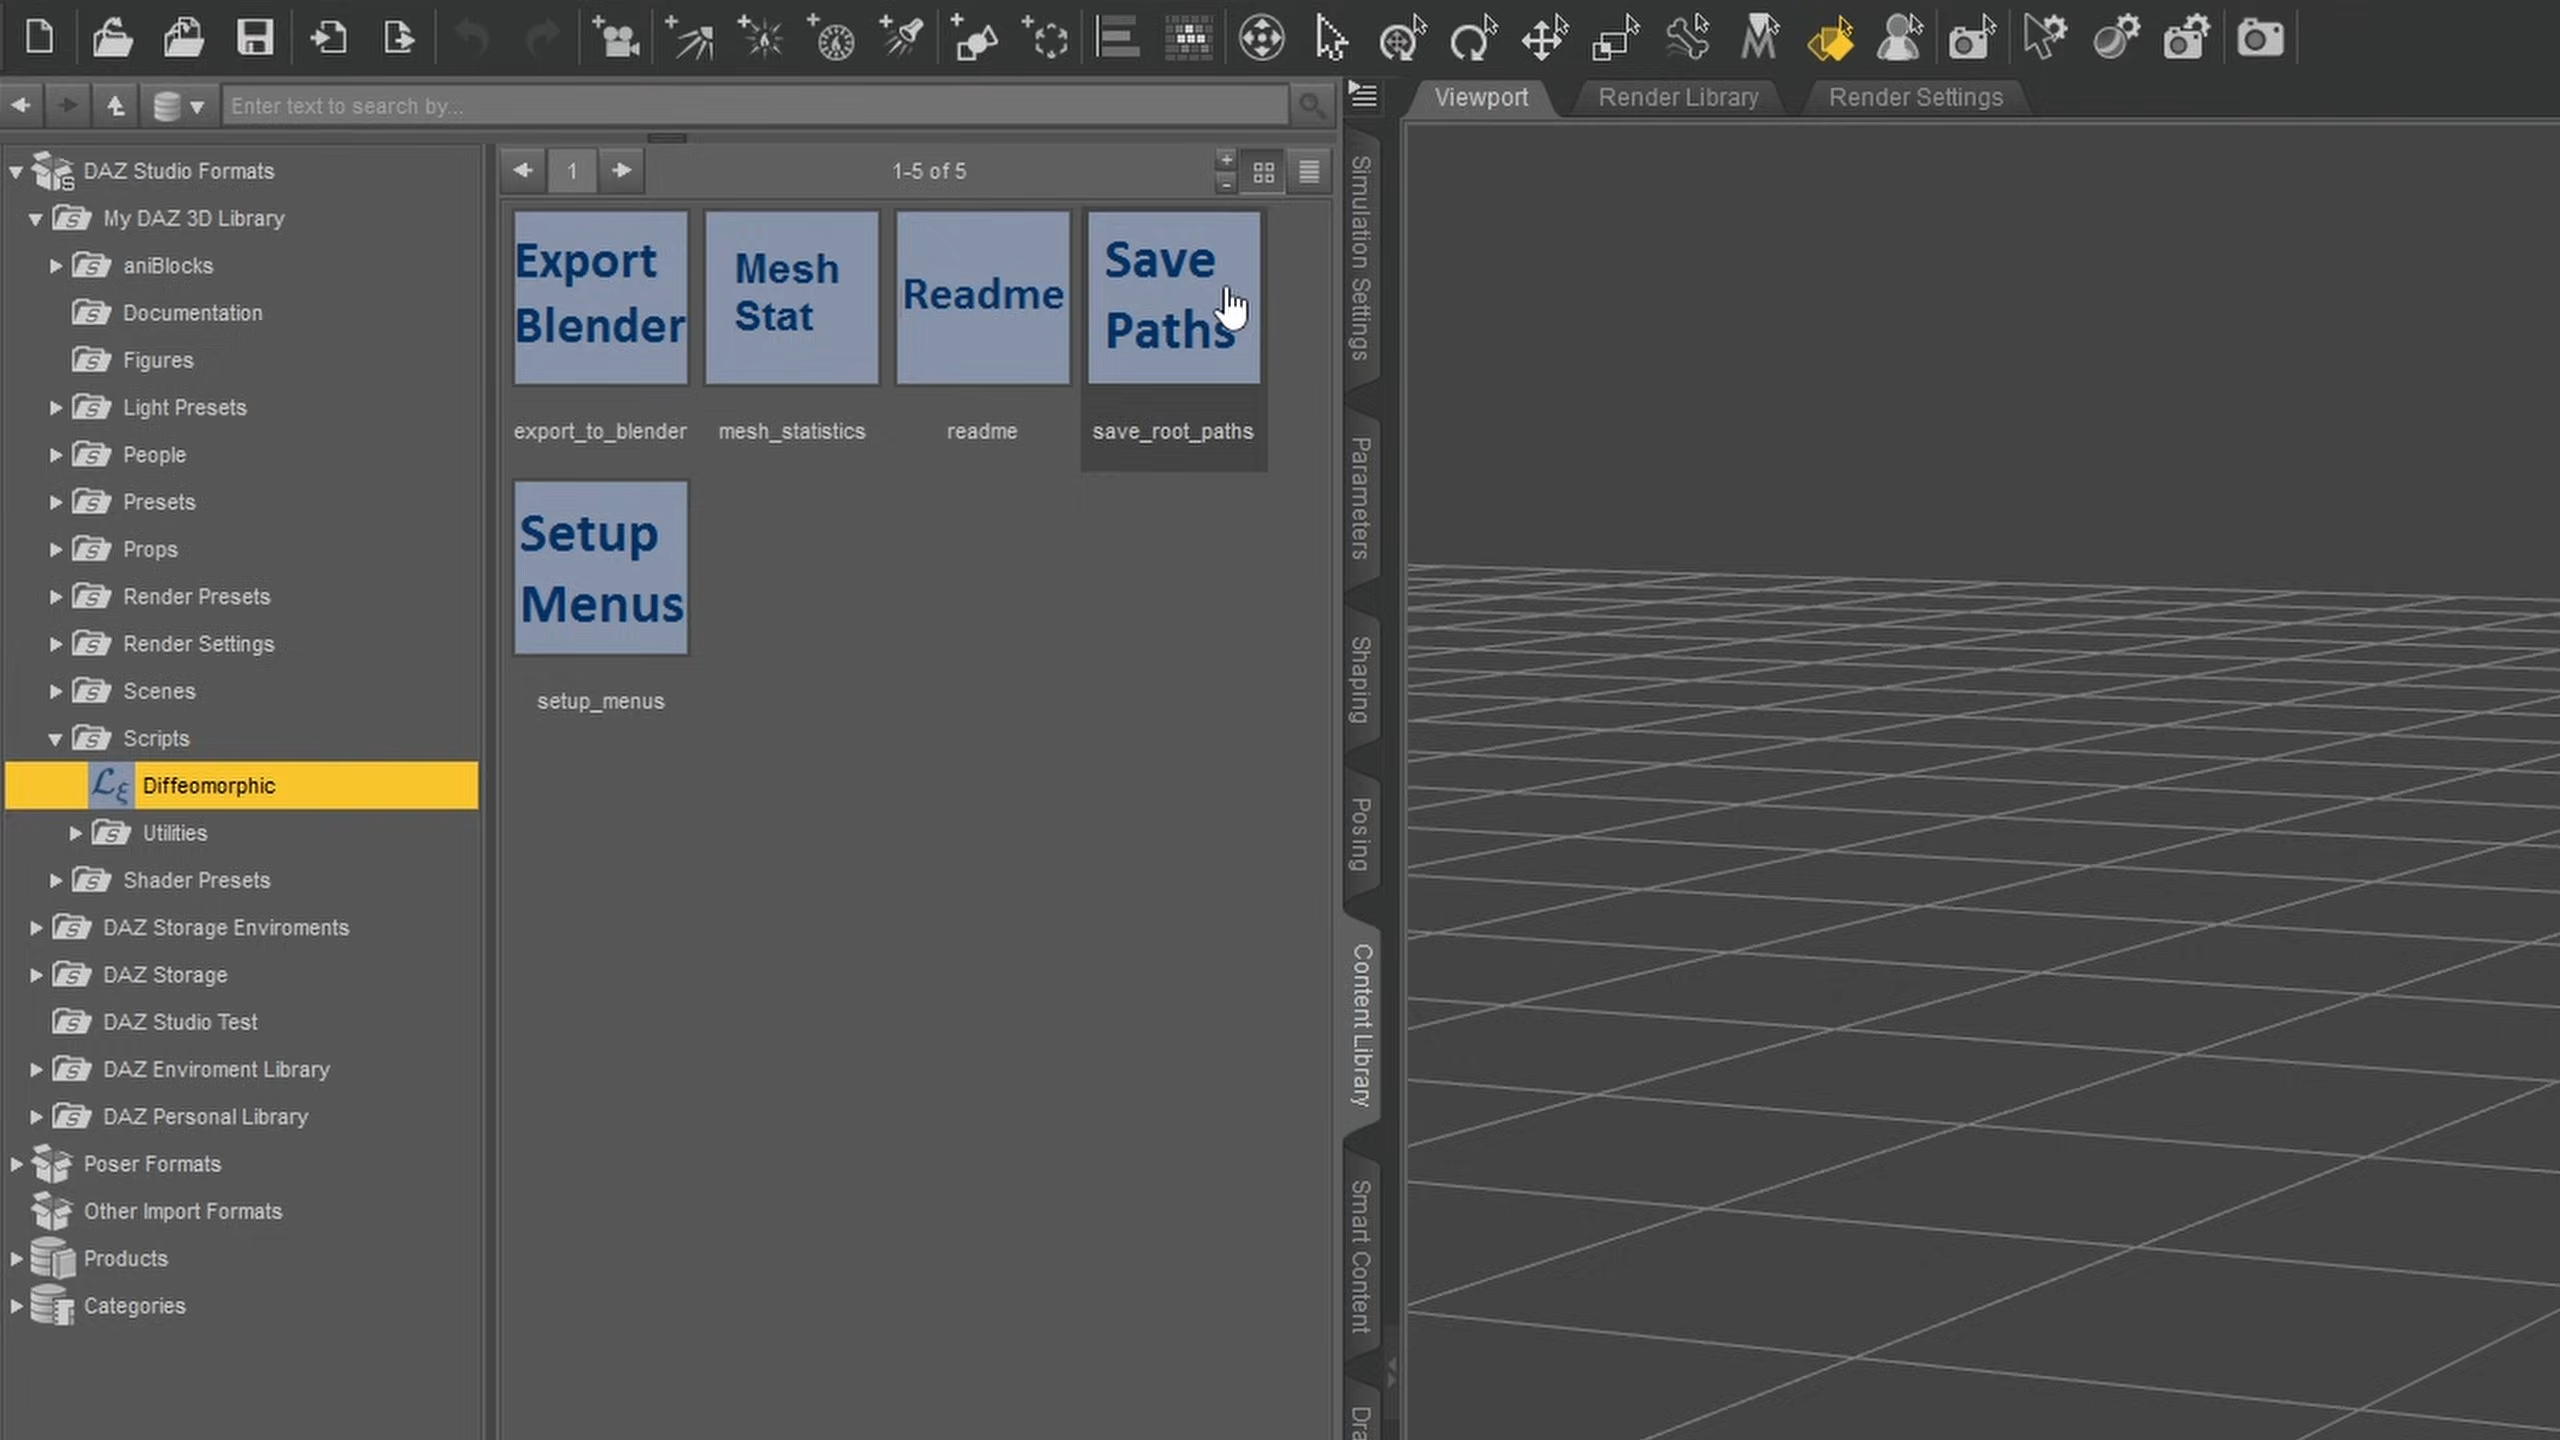 Enter text to search by...
Viewport
Render Library
Render Settings
DAZ Studio Formats
My DAZ 3D Library
aniBlocks
Documentation
Figures
Light Presets
People
Presets
Props
Render Presets
Render Settings
Scenes
Scripts
Diffeomorphic
Utilities
Shader Presets
DAZ Storage Enviroments
DAZ Storage
DAZ Studio Test
DAZ Enviroment Library
DAZ Personal Library
Poser Formats
Other Import Formats
Products
Categories
1
1-5 of 5
Export
Blender
export_to_blender
Mesh
Stat
mesh_statistics
Readme
readme
Save
Paths
save_root_paths
Setup
Menus
setup_menus
Simulation Settings
Parameters
Shaping
Posing
Content Library
Smart Content